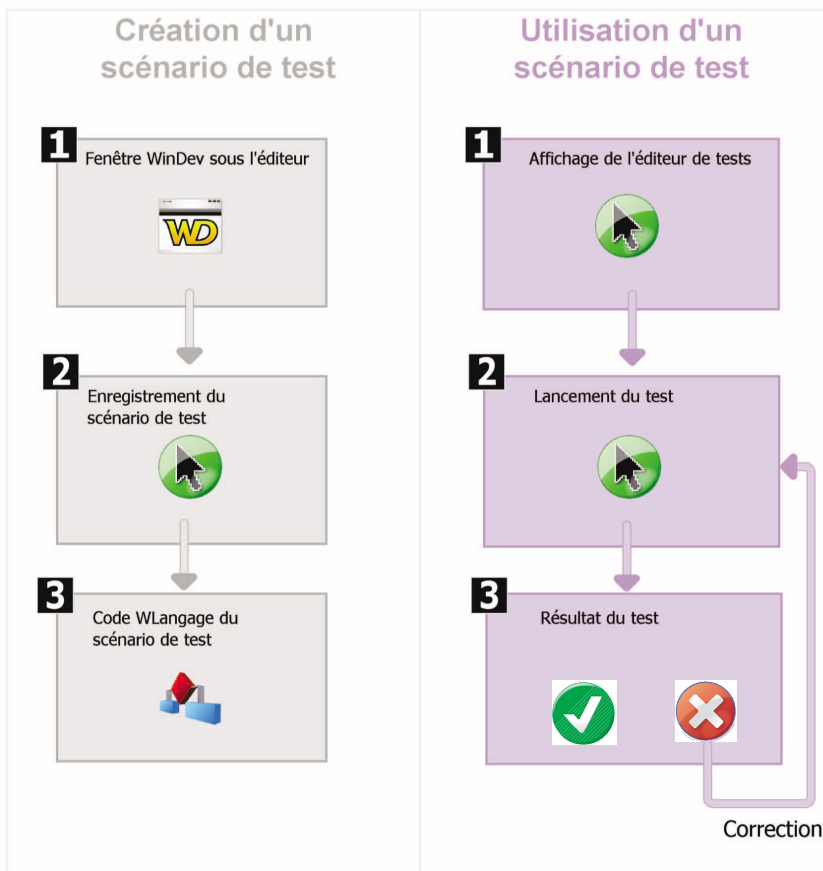 Création d'un
scénario de test
1
Fenêtre WinDev sous l'éditeur
WD
2
Enregistrement du
scénario de test
3
Code WLangage du
scénario de test
Utilisation d'un
scénario de test
1
Affichage de l'éditeur de tests
2
Lancement du test
3
Résultat du test
Correction